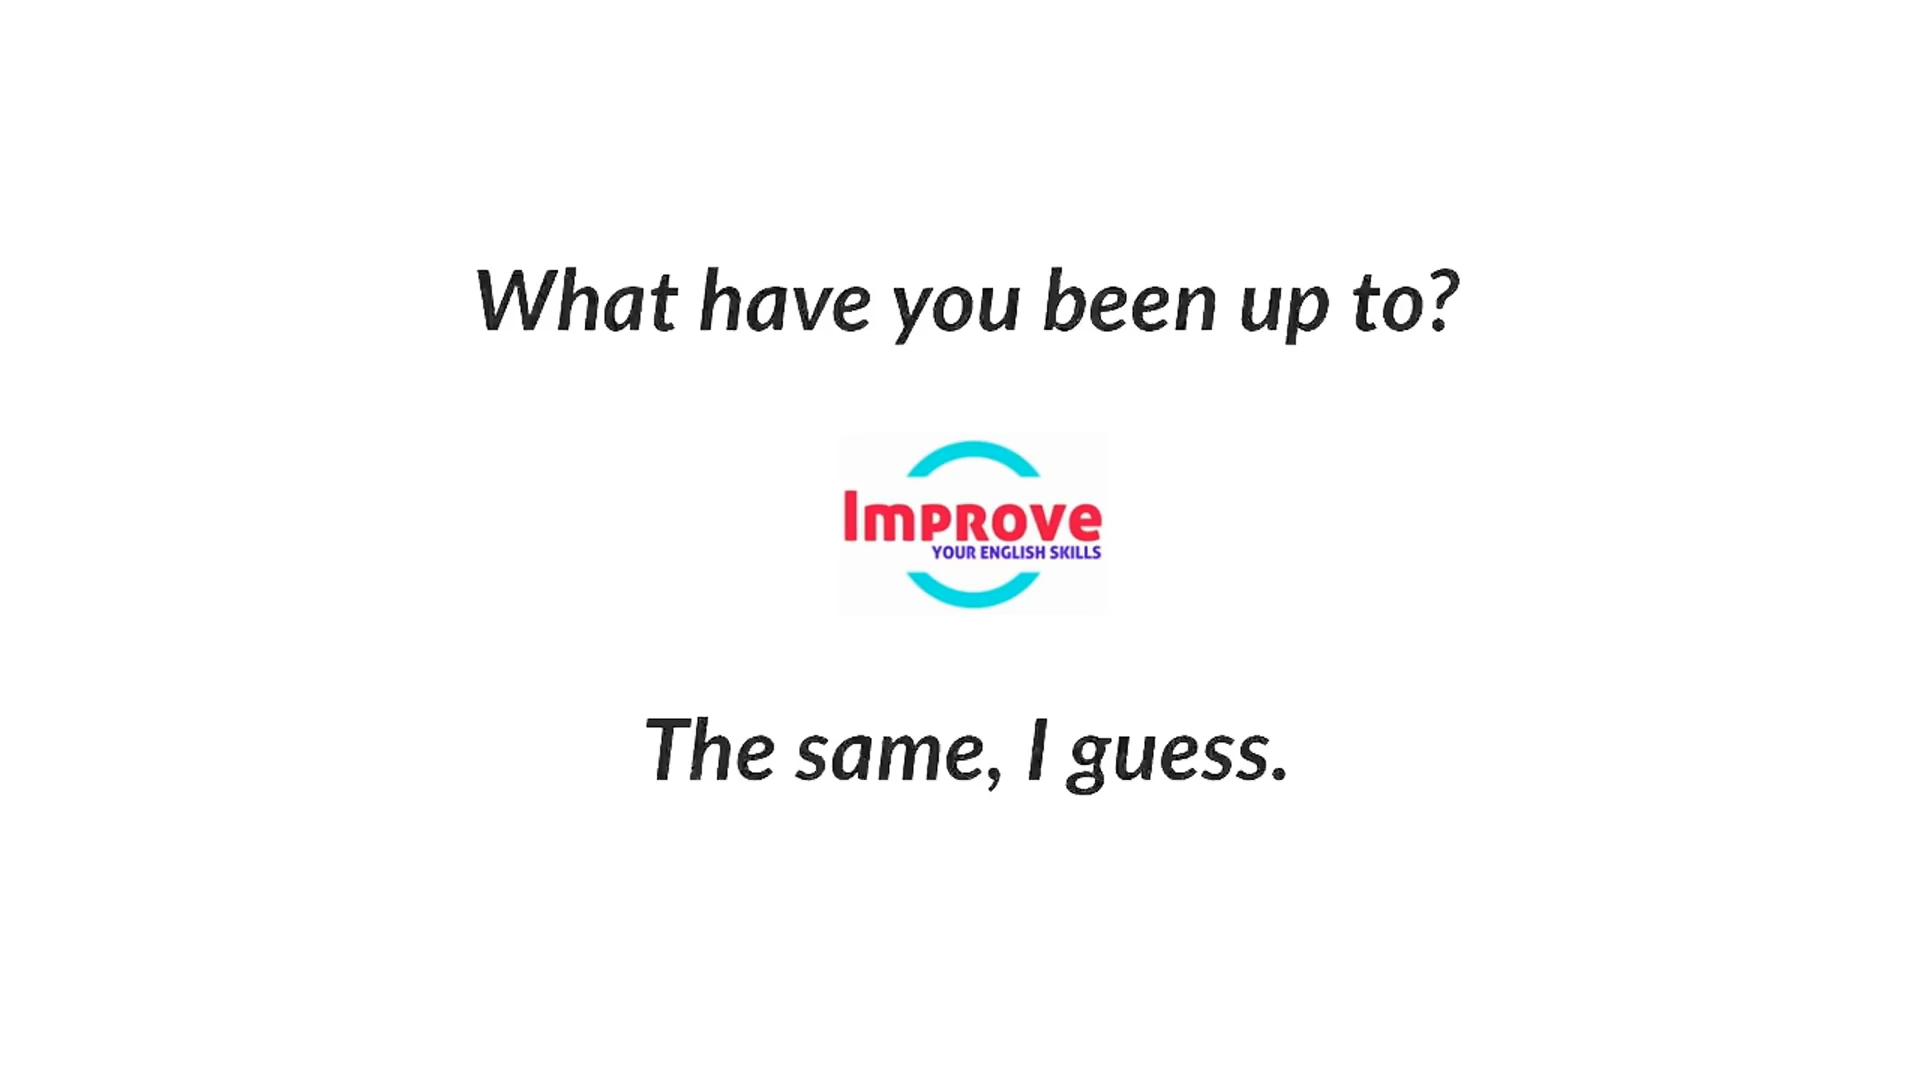 What have you been up to?
Improve
YOUR ENGLISH SKILLS
The same, I guess.